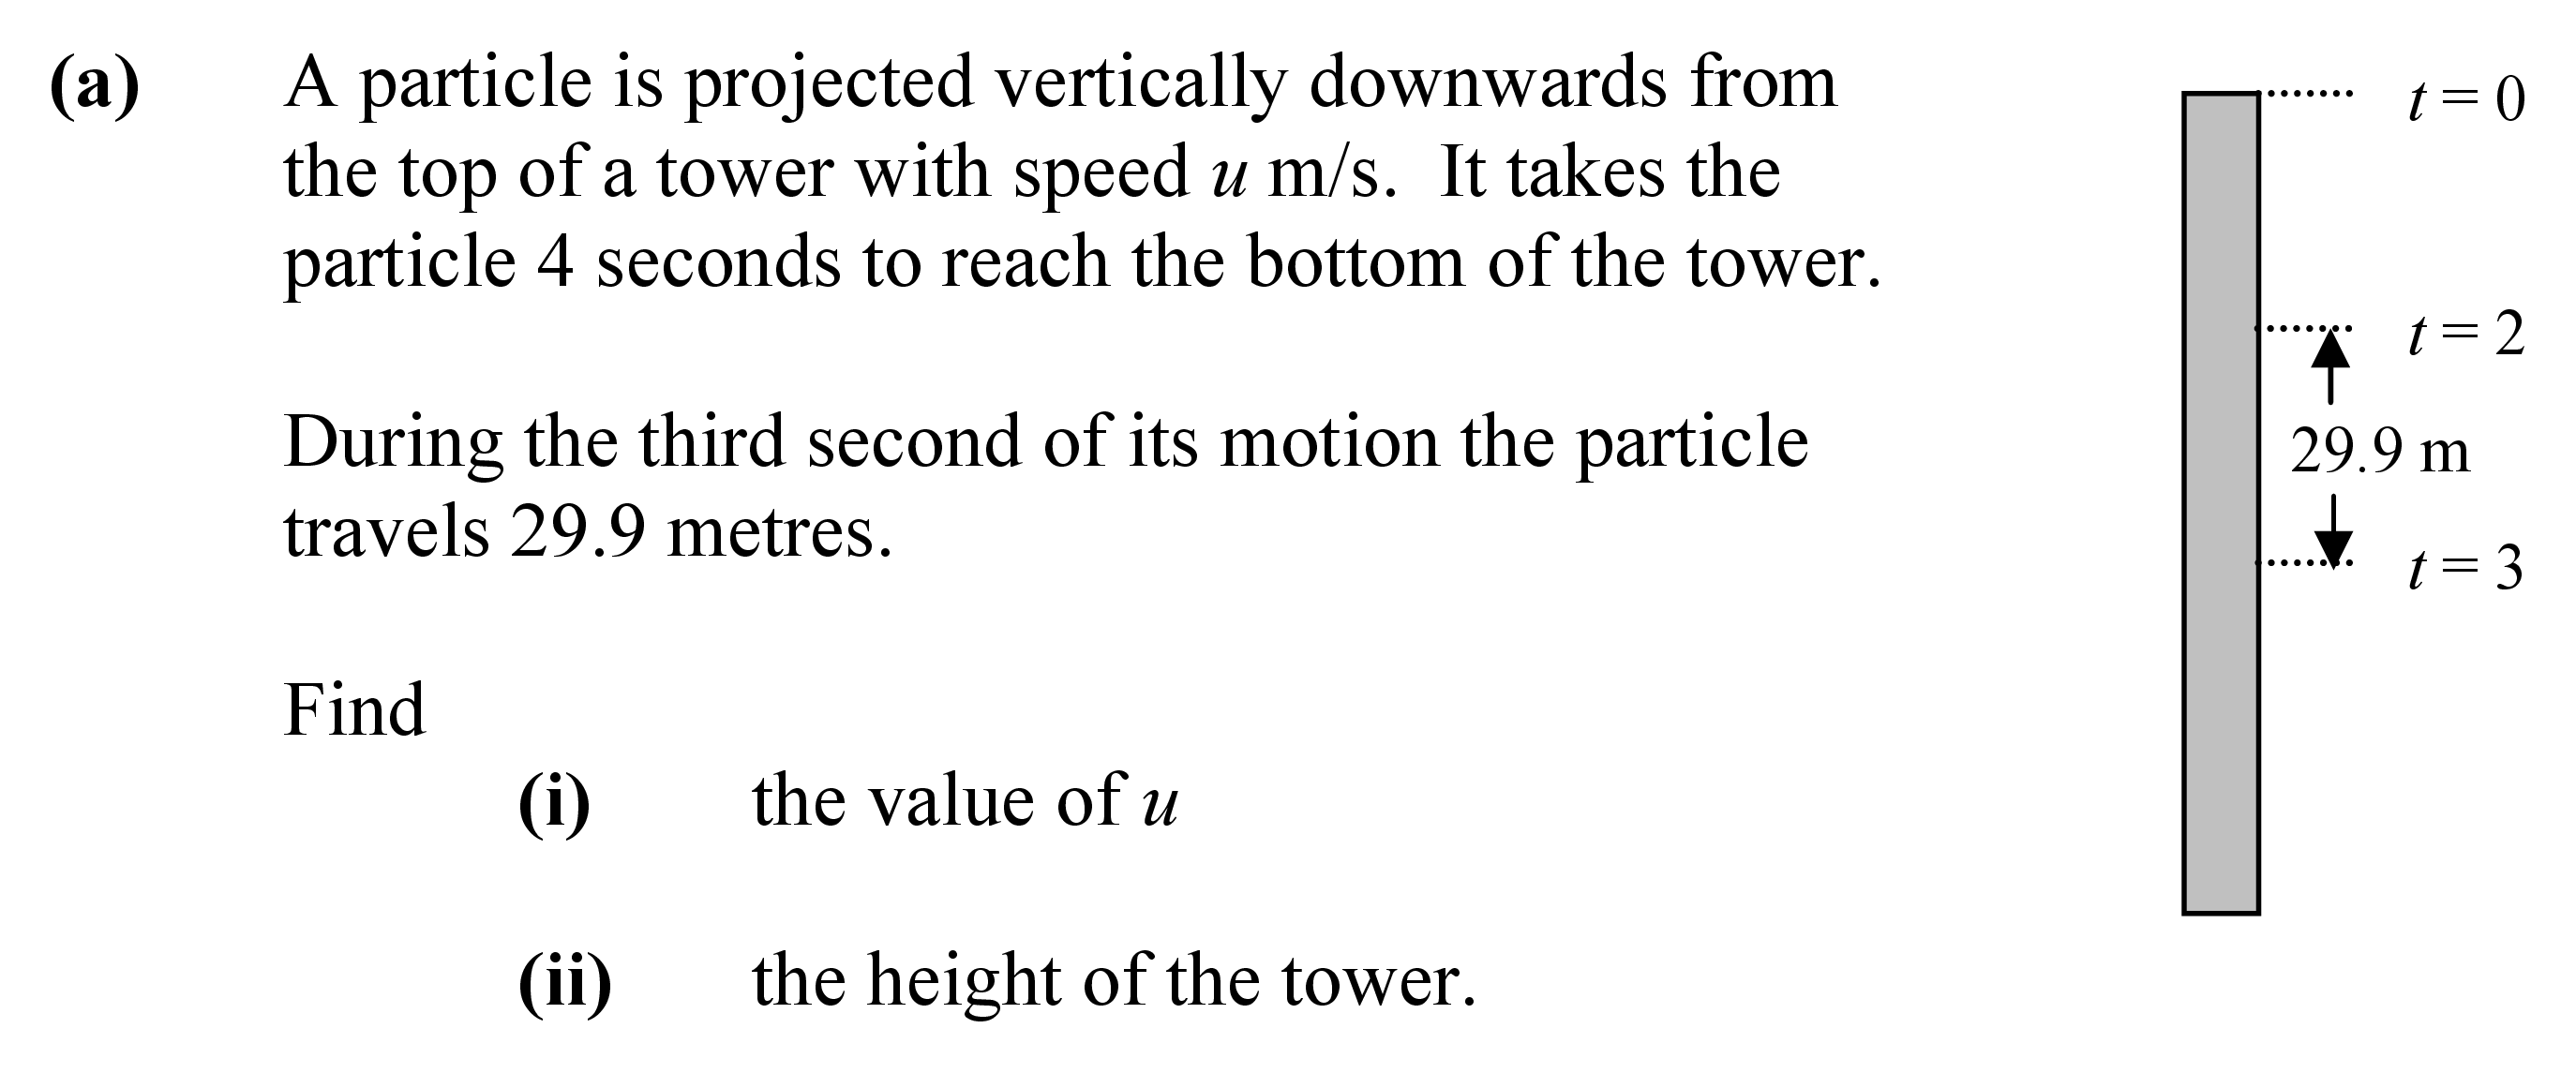 (a) A particle is projected vertically downwards from
the top of a tower with speed u m/s. It takes the
particle 4 seconds to reach the bottom of the tower.
During the third second of its motion the particle
travels 29.9 metres.
Find
(i) the value of u
(ii) the height of the tower.
t = 0
t = 2
29.9 m
t = 3